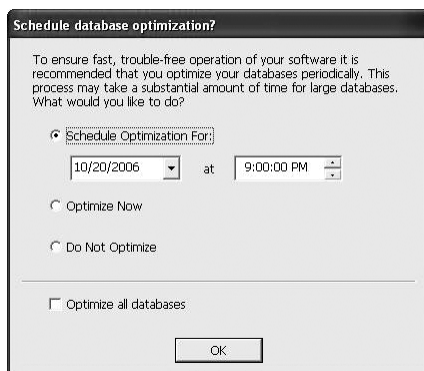 Schedule database optimization?
To ensure fast, trouble-free operation of your software it is
recommended that you optimize your databases periodically. This
process may take a substantial amount of time for large databases.
What would you like to do?
Schedule Optimization For:
10/20/2006 at 9:00:00 PM
Optimize Now
Do Not Optimize
Optimize all databases
OK